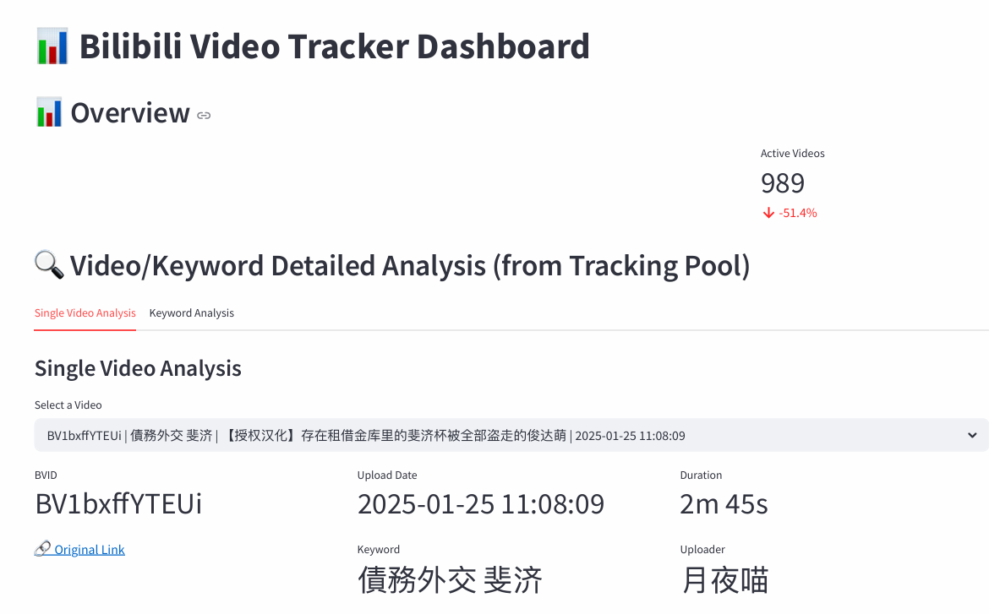 📊 Bilibili Video Tracker Dashboard
📊 Overview
Active Videos
989
-51.4%
🔍 Video/Keyword Detailed Analysis (from Tracking Pool)
Single Video Analysis Keyword Analysis
Single Video Analysis
Select a Video
BV1bxffYTEUi | 債務外交 斐济 | 【授权汉化】存在租借金库里的斐济杯被全部盗走的俊达萌 | 2025-01-25 11:08:09
BVID Upload Date Duration
BV1bxffYTEUi 2025-01-25 11:08:09 2m 45s
🔗 Original Link Keyword Uploader
債務外交 斐济 月夜喵